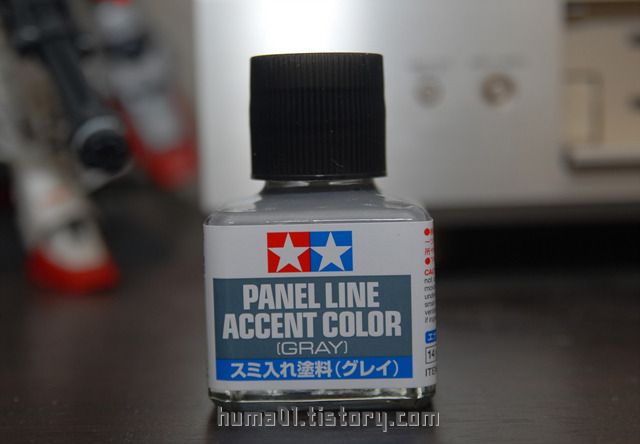 PANEL LINE
ACCENT COLOR
(GRAY)
スミ入れ塗料(グレイ)
huma01.tistory.com